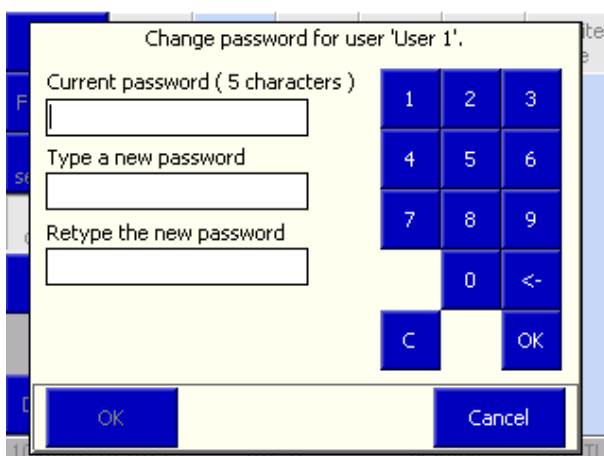 Change password for user 'User 1'.
Current password ( 5 characters )
Type a new password
Retype the new password
1 2 3
4 5 6
7 8 9
0 <-
C OK
OK Cancel